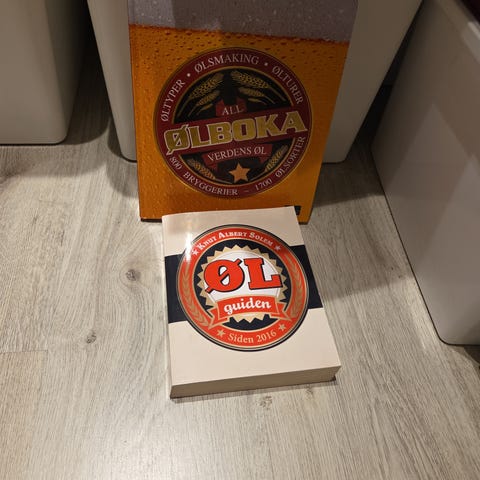 ØLTYPER • ØLSMAKING • ØLTURER
ALL
ØLBOKA
VERDENS ØL
800 BRYGGERIER ~ 1700 ØLSORTER
KNUT ALBERT SOLEM
ØL
guiden
Siden 2016